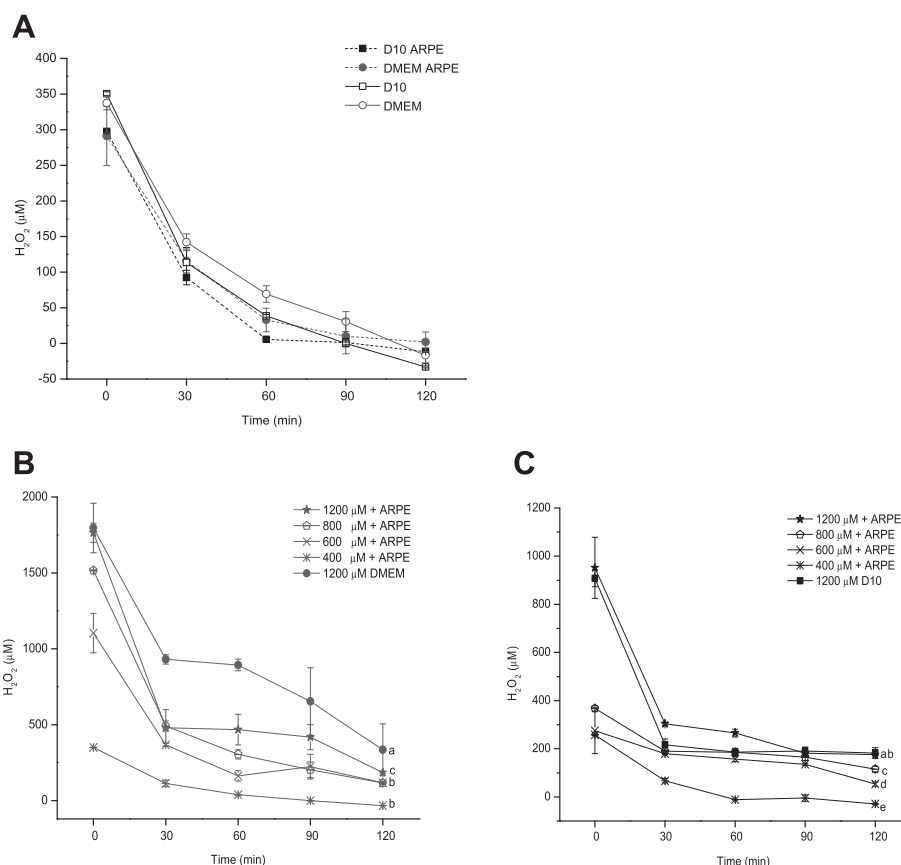 A
D10 ARPE
DMEM ARPE
D10
DMEM
400
350
300
250
200
150
100
50
0
-50
H₂O₂ (μM)
0 30 60 90 120
Time (min)
B
2000
1500
1000
500
0
H₂O₂ (μM)
1200 μM + ARPE
800 μM + ARPE
600 μM + ARPE
400 μM + ARPE
1200 μM DMEM
a
c
b
b
0 30 60 90 120
Time (min)
C
1200
1000
800
600
400
200
0
H₂O₂ (μM)
1200 μM + ARPE
800 μM + ARPE
600 μM + ARPE
400 μM + ARPE
1200 μM D10
ab
c
d
e
0 30 60 90 120
Time (min)